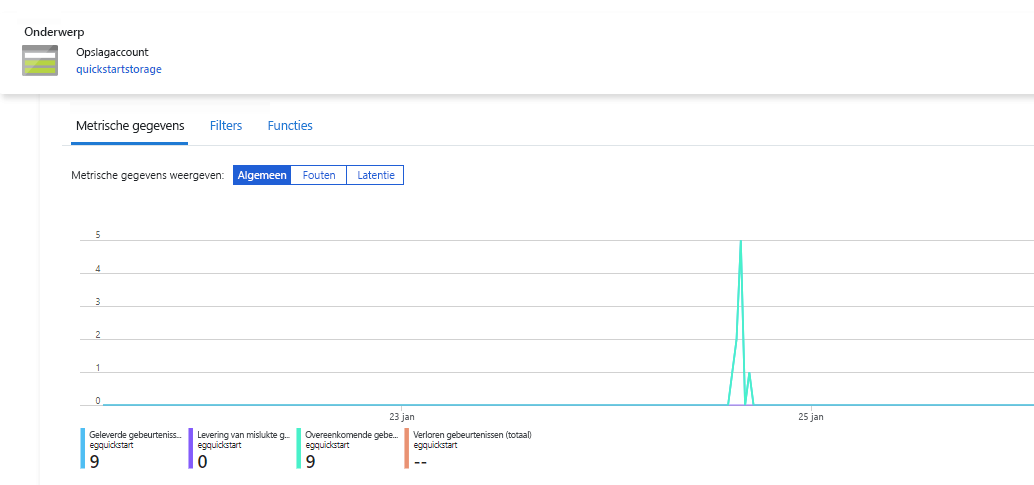 Onderwerp
Opslagaccount
quickstartstorage
Metrische gegevens Filters Functies
Metrische gegevens weergeven: Algemeen Fouten Latentie
5
4
3
2
1
0
23 jan 25 jan
Geleverde gebeurteniss... Levering van mislukte g... Overeenkomende gebe... Verloren gebeurtenissen (totaal)
egquickstart egquickstart egquickstart egquickstart
9 0 9 --